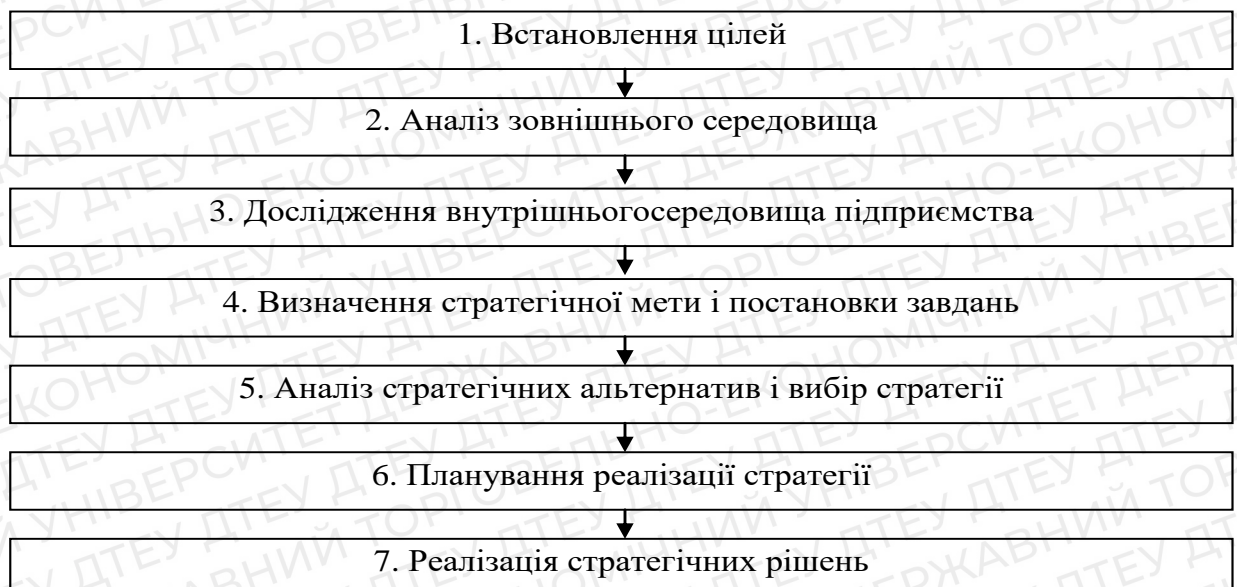 1. Встановлення цілей
2. Аналіз зовнішнього середовища
3. Дослідження внутрішньогосередовища підприємства
4. Визначення стратегічної мети і постановки завдань
5. Аналіз стратегічних альтернатив і вибір стратегії
6. Планування реалізації стратегії
7. Реалізація стратегічних рішень